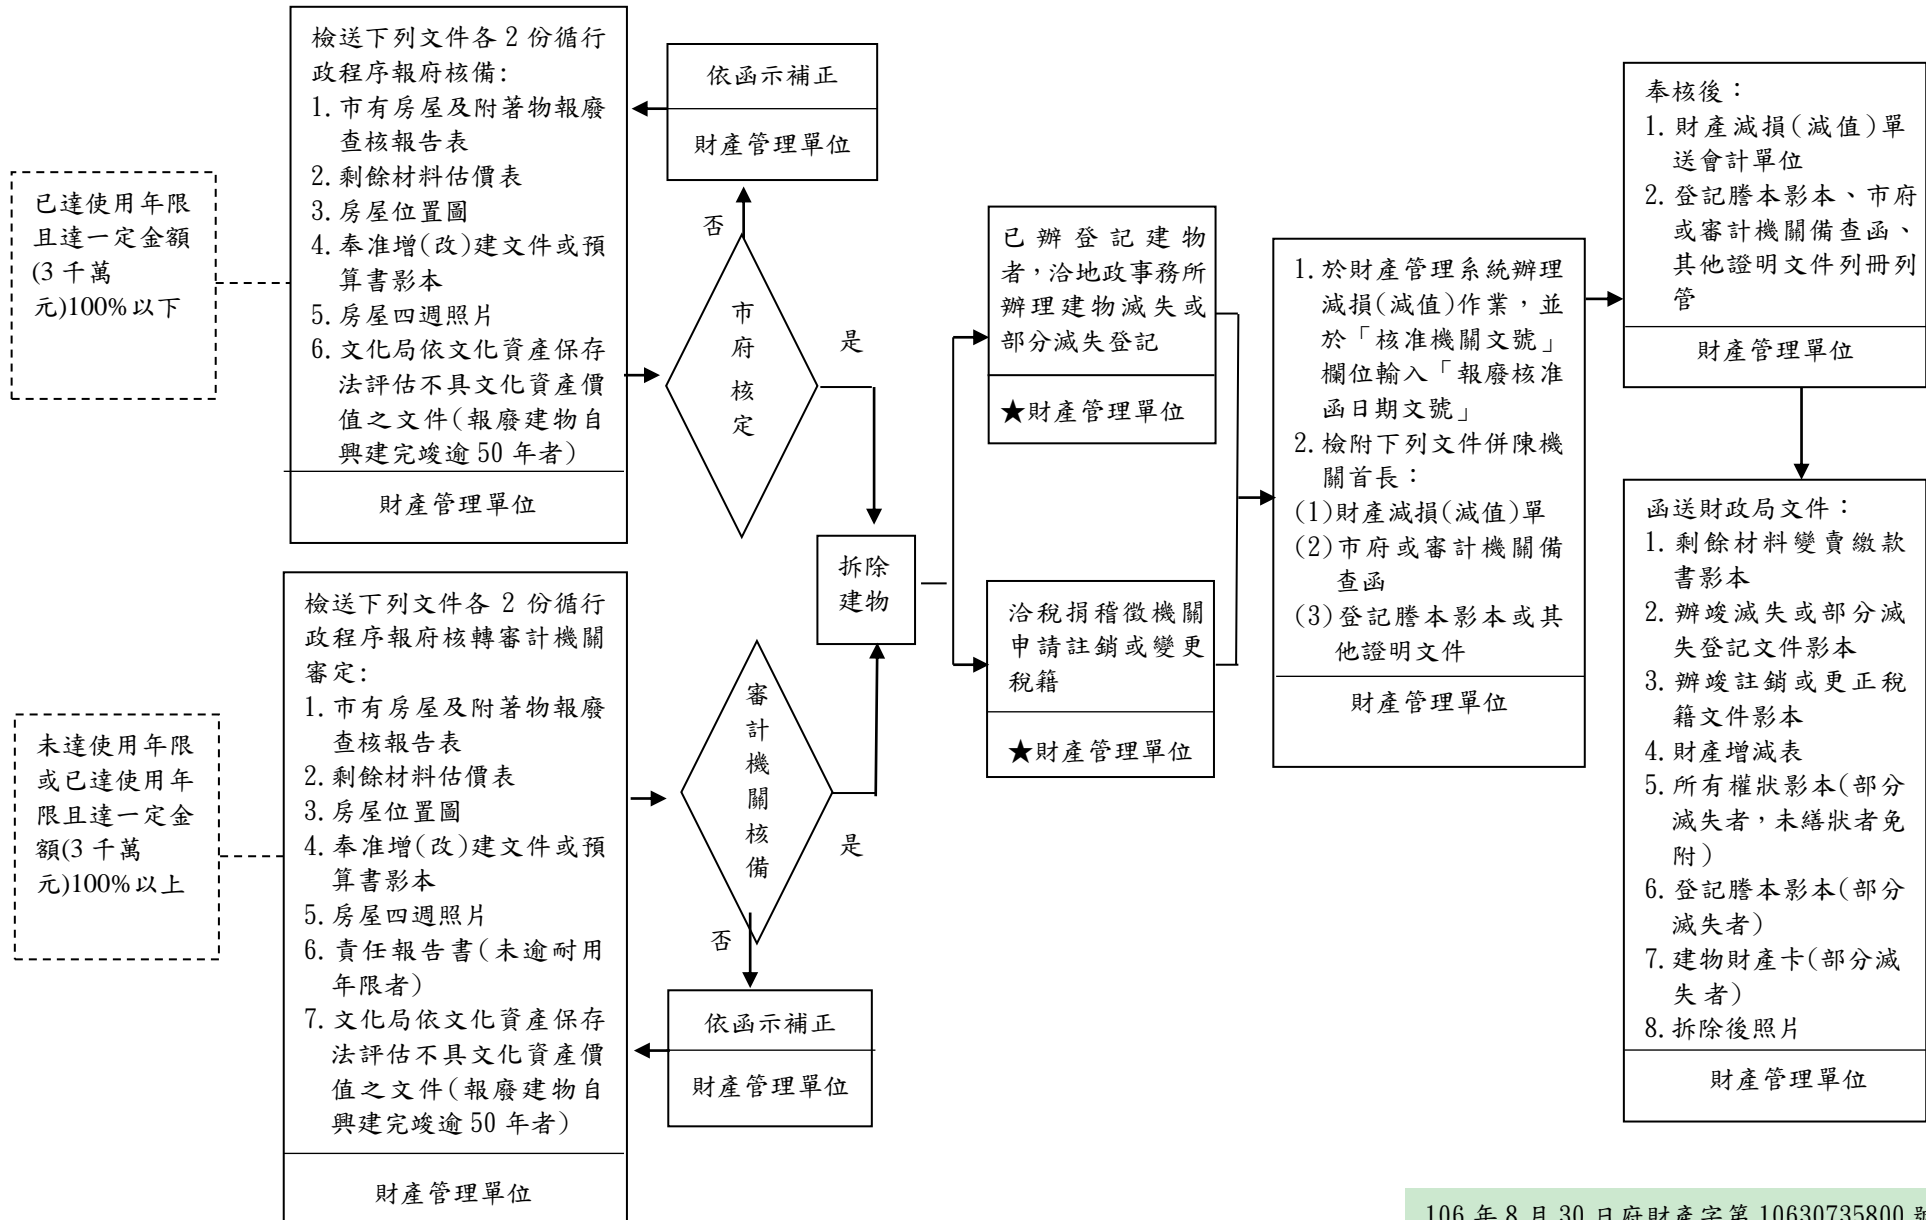 已達使用年限
且達一定金額
(3 千萬
元)100%以下
檢送下列文件各 2 份循行
政程序報府核備:
1.市有房屋及附著物報廢
查核報告表
2.剩餘材料估價表
3.房屋位置圖
4.奉准增(改)建文件或預
算書影本
5.房屋四週照片
6.文化局依文化資產保存
法評估不具文化資產價
值之文件(報廢建物自
興建完竣逾 50 年者)
財產管理單位
依函示補正
財產管理單位
否
市
府
核
定
是
未達使用年限
或已達使用年
限且達一定金
額(3 千萬
元)100%以上
檢送下列文件各 2 份循行
政程序報府核轉審計機關
審定:
1.市有房屋及附著物報廢
查核報告表
2.剩餘材料估價表
3.房屋位置圖
4.奉准增(改)建文件或預
算書影本
5.房屋四週照片
6.責任報告書(未逾耐用
年限者)
7.文化局依文化資產保存
法評估不具文化資產價
值之文件(報廢建物自
興建完竣逾 50 年者)
財產管理單位
審
計
機
關
核
備
是
否
依函示補正
財產管理單位
拆除
建物
已辦登記建物
者，洽地政事務所
辦理建物滅失或
部分滅失登記
★財產管理單位
洽稅捐稽徵機關
申請註銷或變更
稅籍
★財產管理單位
1.於財產管理系統辦理
減損(減值)作業，並
於「核准機關文號」
欄位輸入「報廢核准
函日期文號」
2.檢附下列文件併陳機
關首長：
(1)財產減損(減值)單
(2)市府或審計機關備
查函
(3)登記謄本影本或其
他證明文件
財產管理單位
奉核後：
1.財產減損(減值)單
送會計單位
2.登記謄本影本、市府
或審計機關備查函、
其他證明文件列冊列
管
財產管理單位
函送財政局文件：
1.剩餘材料變賣繳款
書影本
2.辦竣滅失或部分滅
失登記文件影本
3.辦竣註銷或更正稅
籍文件影本
4.財產增減表
5.所有權狀影本(部分
滅失者，未繕狀者免
附)
6.登記謄本影本(部分
滅失者)
7.建物財產卡(部分滅
失者)
8.拆除後照片
財產管理單位
106 年 8 月 30 日府財產字第 10630735800 號